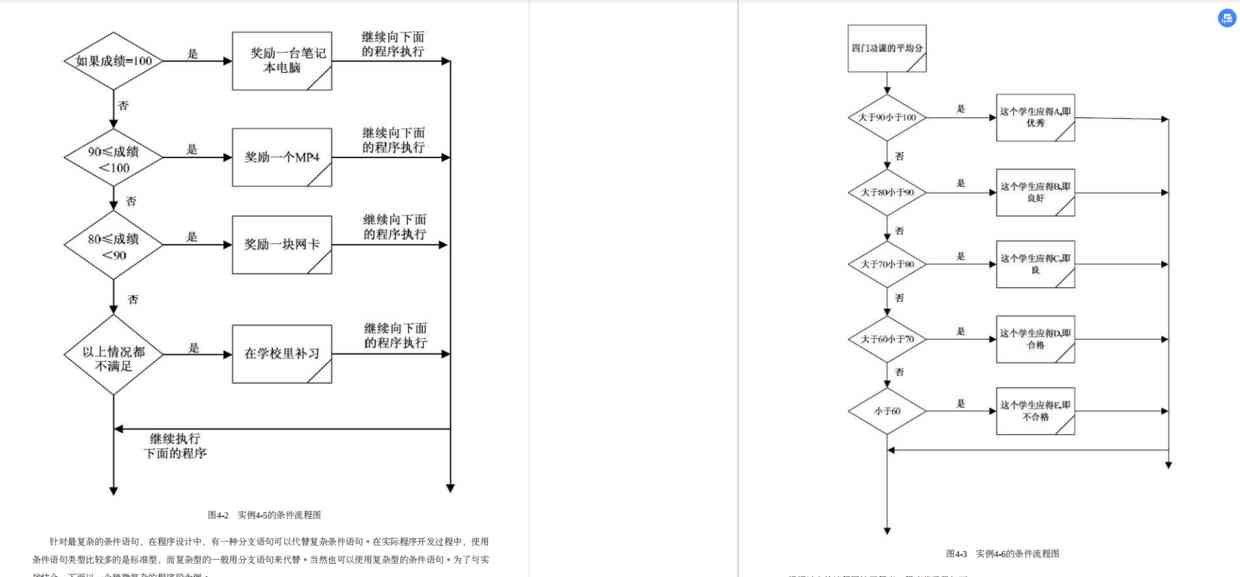 如果成绩=100
是
奖励一台笔记
本电脑
继续向下面
的程序执行
否
90≤成绩
<100
是
奖励一个MP4
继续向下面
的程序执行
否
80≤成绩
<90
是
奖励一块网卡
继续向下面
的程序执行
否
以上情况都
不满足
是
在学校里补习
继续向下面
的程序执行
继续执行
下面的程序
图4-2 实例4-5的条件流程图
针对最复杂的条件语句，在程序设计中，有一种分支语句可以代替复杂条件语句。在实际程序开发过程中，使用
条件语句类型比较多的是标准型，而复杂型的一般用分支语句来代替。当然也可以使用复杂型的条件语句。为了与实
四门功课的平均分
大于90小于100
是
这个学生应得A,即
优秀
否
大于80小于90
是
这个学生应得B,即
良好
否
大于70小于80
是
这个学生应得C,即
良
否
大于60小于70
是
这个学生应得D,即
合格
否
小于60
是
这个学生应得E,即
不合格
图4-3 实例4-6的条件流程图